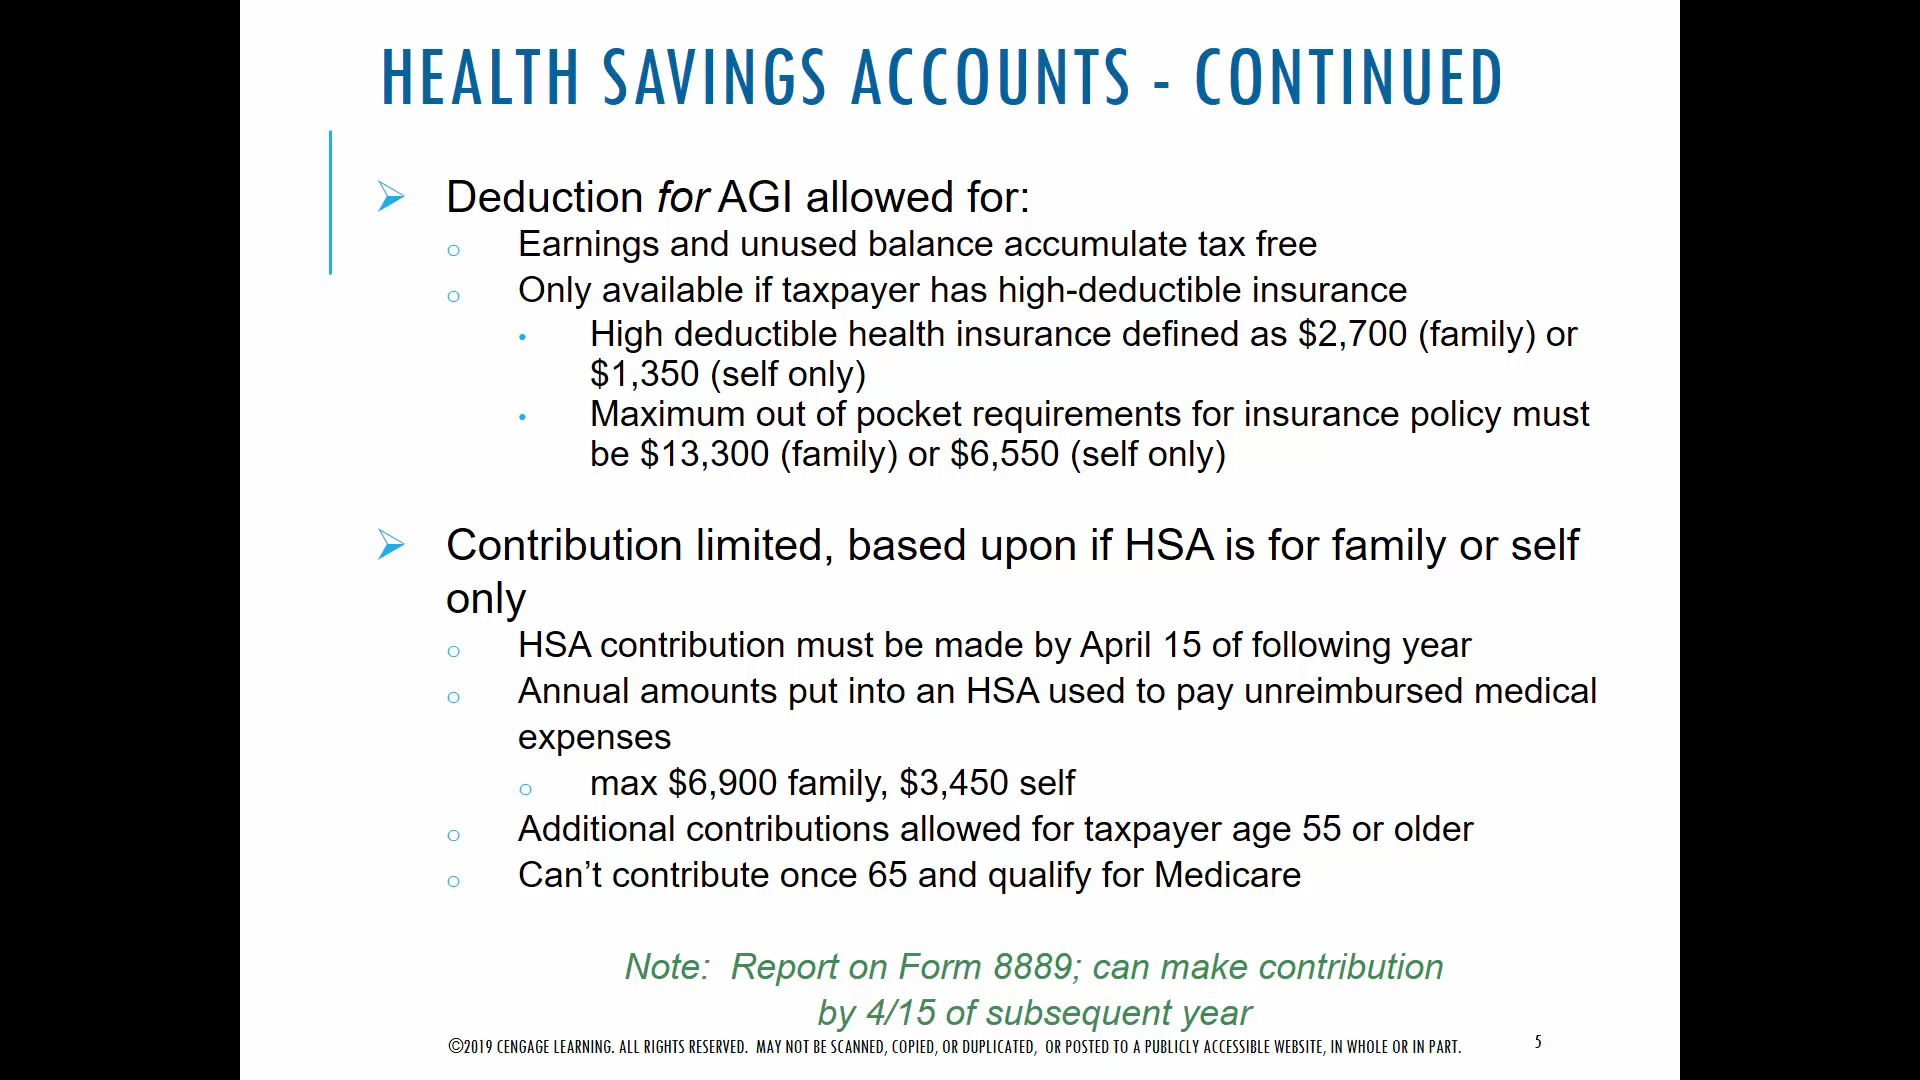 HEALTH SAVINGS ACCOUNTS - CONTINUED
Deduction for AGI allowed for:
Earnings and unused balance accumulate tax free
Only available if taxpayer has high-deductible insurance
High deductible health insurance defined as $2,700 (family) or
$1,350 (self only)
Maximum out of pocket requirements for insurance policy must
be $13,300 (family) or $6,550 (self only)
Contribution limited, based upon if HSA is for family or self
only
HSA contribution must be made by April 15 of following year
Annual amounts put into an HSA used to pay unreimbursed medical
expenses
max $6,900 family, $3,450 self
Additional contributions allowed for taxpayer age 55 or older
Can’t contribute once 65 and qualify for Medicare
Note: Report on Form 8889; can make contribution
by 4/15 of subsequent year
©2019 CENGAGE LEARNING. ALL RIGHTS RESERVED. MAY NOT BE SCANNED, COPIED, OR DUPLICATED, OR POSTED TO A PUBLICLY ACCESSIBLE WEBSITE, IN WHOLE OR IN PART.
5